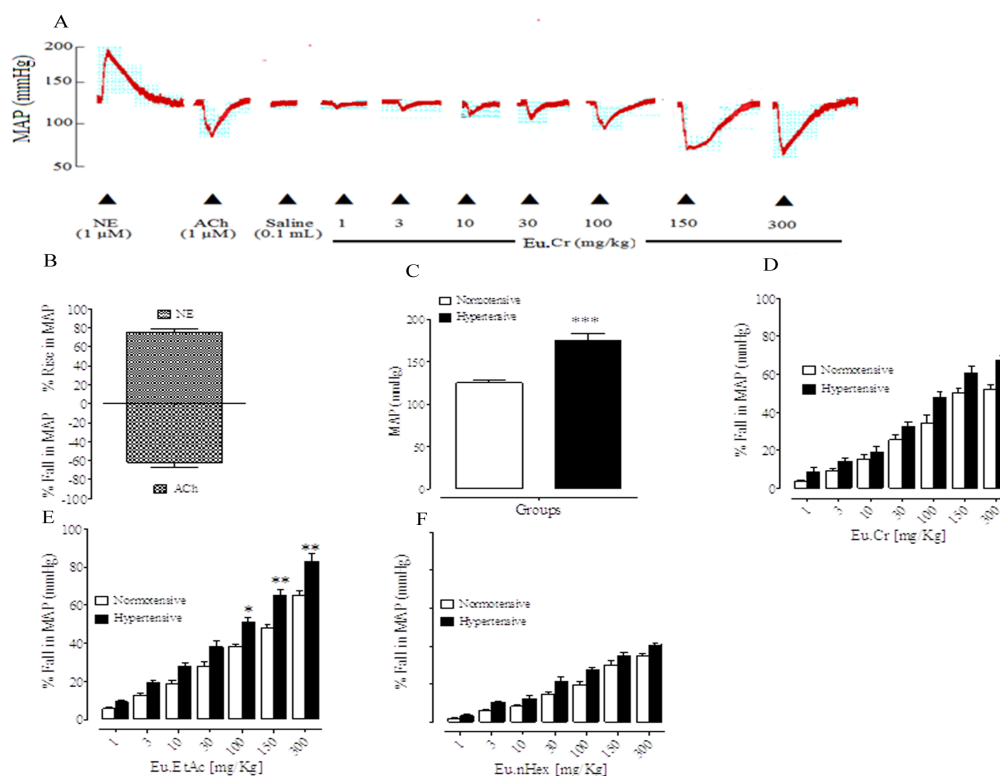 A
MAP (mmHg)
200
150
100
50
NE ACh Saline 1 3 10 30 100 150 300
(1 µM) (1 µM) (0.1 mL) Eu.Cr (mg/kg)
B
% Rise in MAP
% Fall in MAP
100
80
60
40
20
0
-20
-40
-60
-80
-100
NE
ACh
C
Normotensive
Hypertensive
***
MAP (mmHg)
200
150
100
50
0
Groups
D
% Fall in MAP (mmHg)
100
80
60
40
20
0
Normotensive
Hypertensive
1 3 10 30 100 150 300
Eu.Cr [mg/Kg]
E
% Fall in MAP (mmHg)
100
80
60
40
20
0
Normotensive
Hypertensive
* ** **
1 3 10 30 100 150 300
Eu.EtAc [mg/Kg]
F
% Fall in MAP (mmHg)
Normotensive
Hypertensive
1 3 10 30 100 150 300
Eu.nHex [mg/Kg]